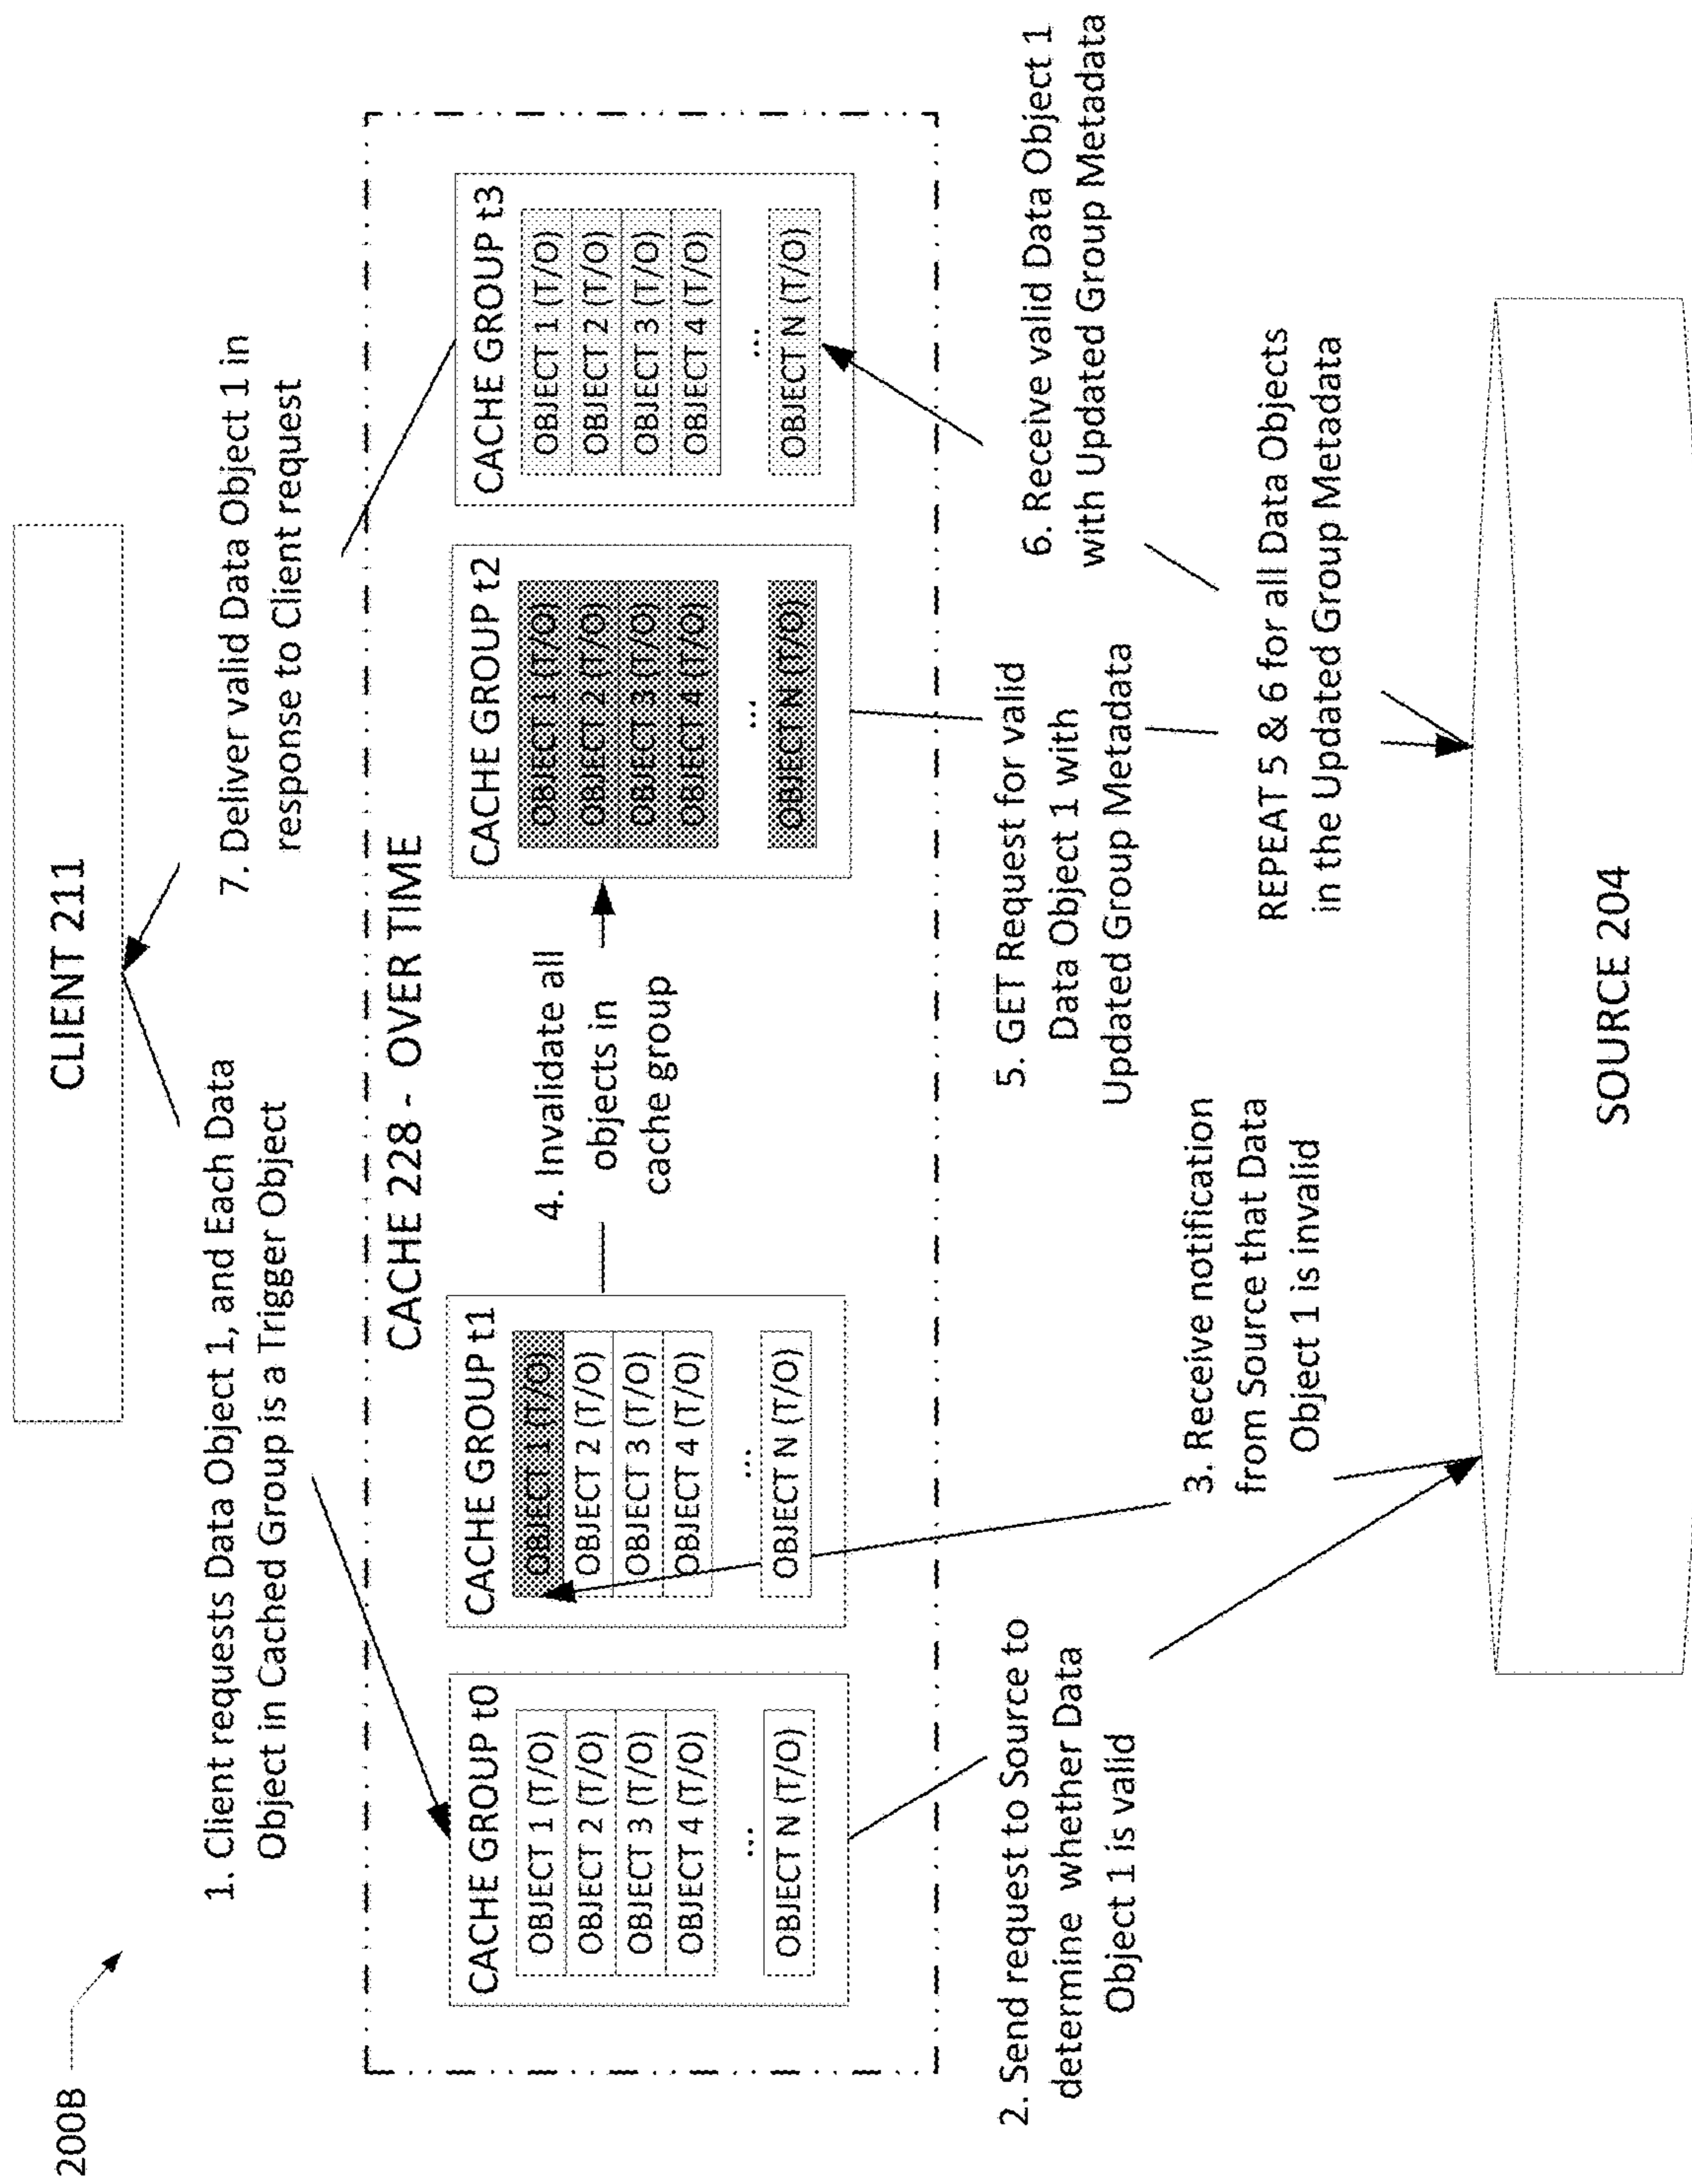 200B
CLIENT 211
1. Client requests Data Object 1, and Each Data
Object in Cached Group is a Trigger Object
7. Deliver valid Data Object 1 in
response to Client request
CACHE 228 - OVER TIME
CACHE GROUP t0
OBJECT 1 (T/O)
OBJECT 2 (T/O)
OBJECT 3 (T/O)
OBJECT 4 (T/O)
...
OBJECT N (T/O)
CACHE GROUP t1
OBJECT 1 (T/O)
OBJECT 2 (T/O)
OBJECT 3 (T/O)
OBJECT 4 (T/O)
...
OBJECT N (T/O)
4. Invalidate all
objects in
cache group
CACHE GROUP t2
OBJECT 1 (T/O)
OBJECT 2 (T/O)
OBJECT 3 (T/O)
OBJECT 4 (T/O)
...
OBJECT N (T/O)
CACHE GROUP t3
OBJECT 1 (T/O)
OBJECT 2 (T/O)
OBJECT 3 (T/O)
OBJECT 4 (T/O)
...
OBJECT N (T/O)
2. Send request to Source to
determine whether Data
Object 1 is valid
3. Receive notification
from Source that Data
Object 1 is invalid
5. GET Request for valid
Data Object 1 with
Updated Group Metadata
6. Receive valid Data Object 1
with Updated Group Metadata
REPEAT 5 & 6 for all Data Objects
in the Updated Group Metadata
SOURCE 204